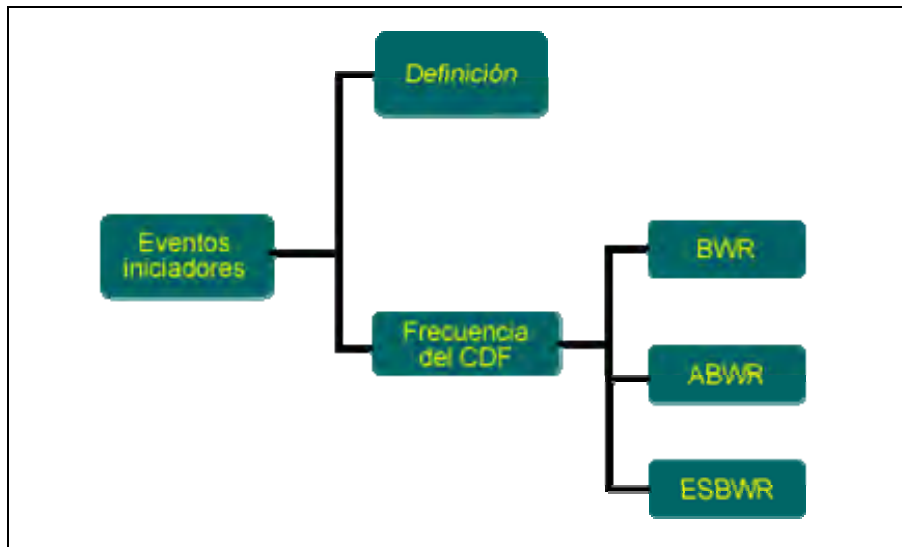 Definición
Eventos
iniciadores
Frecuencia
del CDF
BWR
ABWR
ESBWR